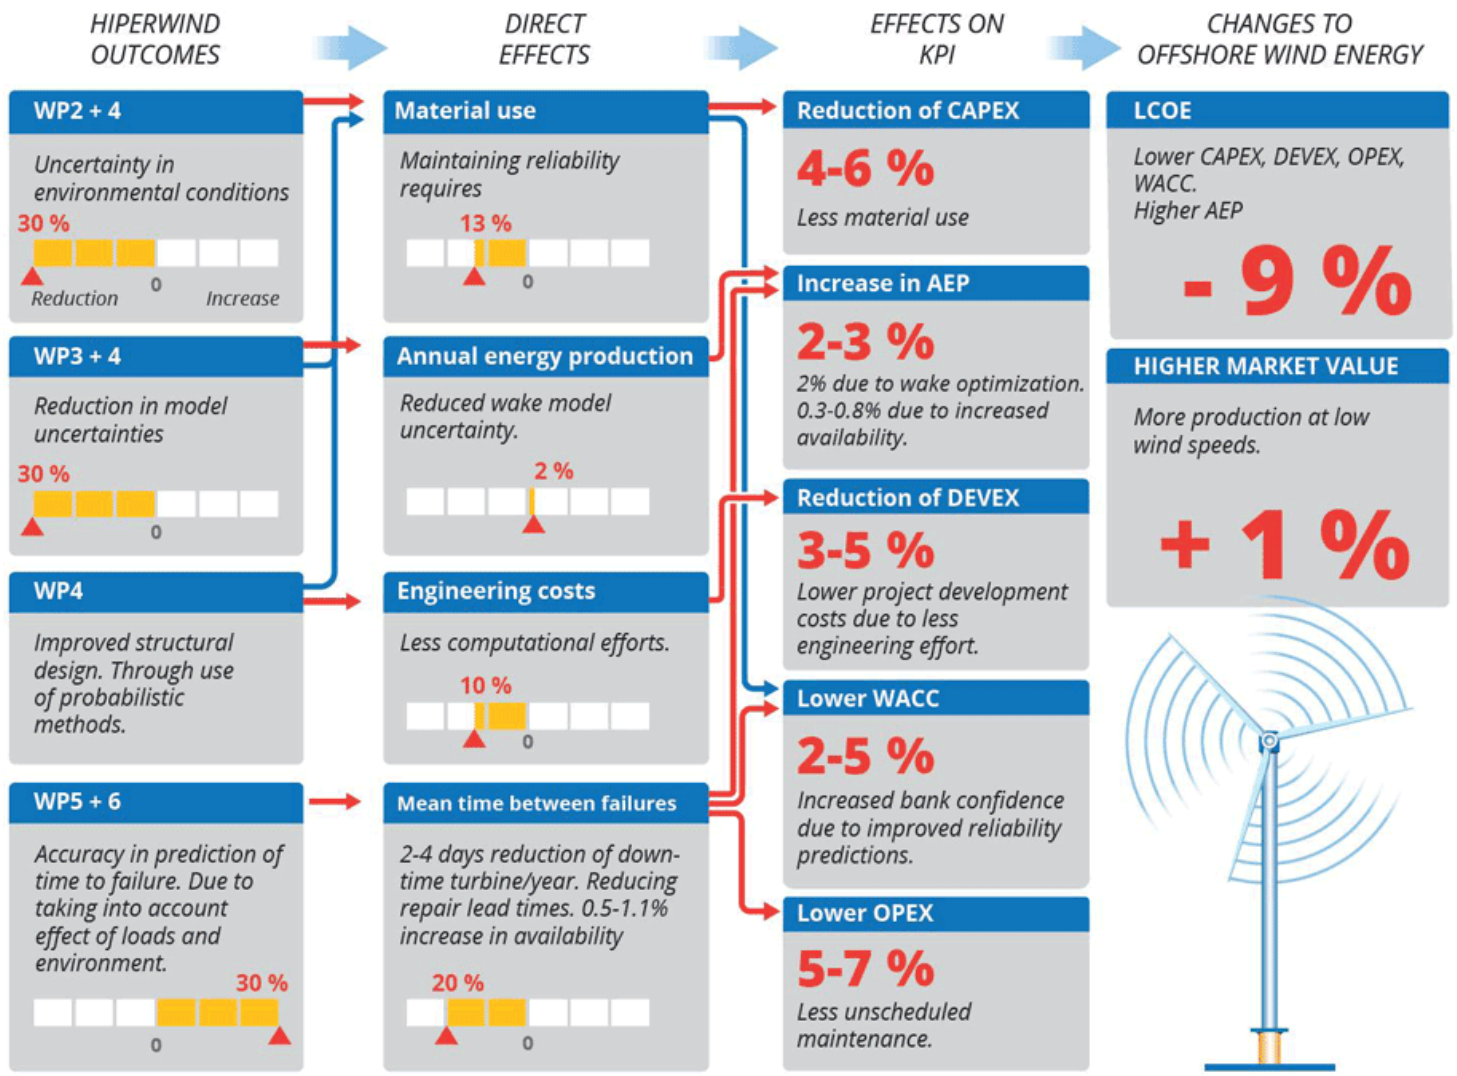 HIPERWIND
OUTCOMES
DIRECT
EFFECTS
EFFECTS ON
KPI
CHANGES TO
OFFSHORE WIND ENERGY
WP2 + 4
Uncertainty in
environmental conditions
30 %
0
Reduction
Increase
WP3 + 4
Reduction in model
uncertainties
30 %
0
WP4
Improved structural
design. Through use
of probabilistic
methods.
WP5 + 6
Accuracy in prediction of
time to failure. Due to
taking into account
effect of loads and
environment.
30 %
0
Material use
Maintaining reliability
requires
13 %
0
Annual energy production
Reduced wake model
uncertainty.
2 %
Engineering costs
Less computational efforts.
10 %
0
Mean time between failures
2-4 days reduction of down-
time turbine/year. Reducing
repair lead times. 0.5-1.1%
increase in availability
20 %
0
Reduction of CAPEX
4-6 %
Less material use
Increase in AEP
2-3 %
2% due to wake optimization.
0.3-0.8% due to increased
availability.
Reduction of DEVEX
3-5 %
Lower project development
costs due to less
engineering effort.
Lower WACC
2-5 %
Increased bank confidence
due to improved reliability
predictions.
Lower OPEX
5-7 %
Less unscheduled
maintenance.
LCOE
Lower CAPEX, DEVEX, OPEX,
WACC.
Higher AEP
- 9 %
HIGHER MARKET VALUE
More production at low
wind speeds.
+ 1 %